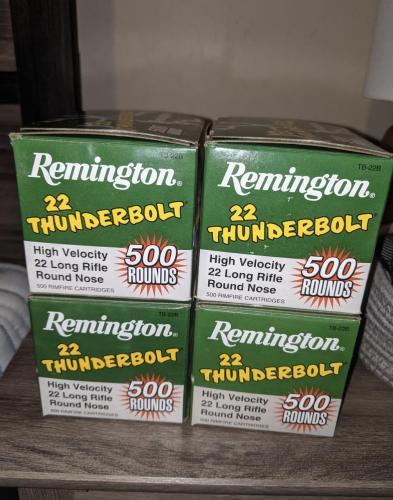 TB-22B
Remington®
22
THUNDERBOLT
High Velocity
22 Long Rifle
Round Nose
500
ROUNDS
500 RIMFIRE CARTRIDGES
TB-22B
Remington®
22
THUNDERBOLT
High Velocity
22 Long Rifle
Round Nose
500
ROUNDS
500 RIMFIRE CARTRIDGES
TB-22B
Remington®
22
THUNDERBOLT
High Velocity
22 Long Rifle
Round Nose
500
ROUNDS
500 RIMFIRE CARTRIDGES
TB-22B
Remington®
22
THUNDERBOLT
High Velocity
22 Long Rifle
Round Nose
500
ROUNDS
500 RIMFIRE CARTRIDGES